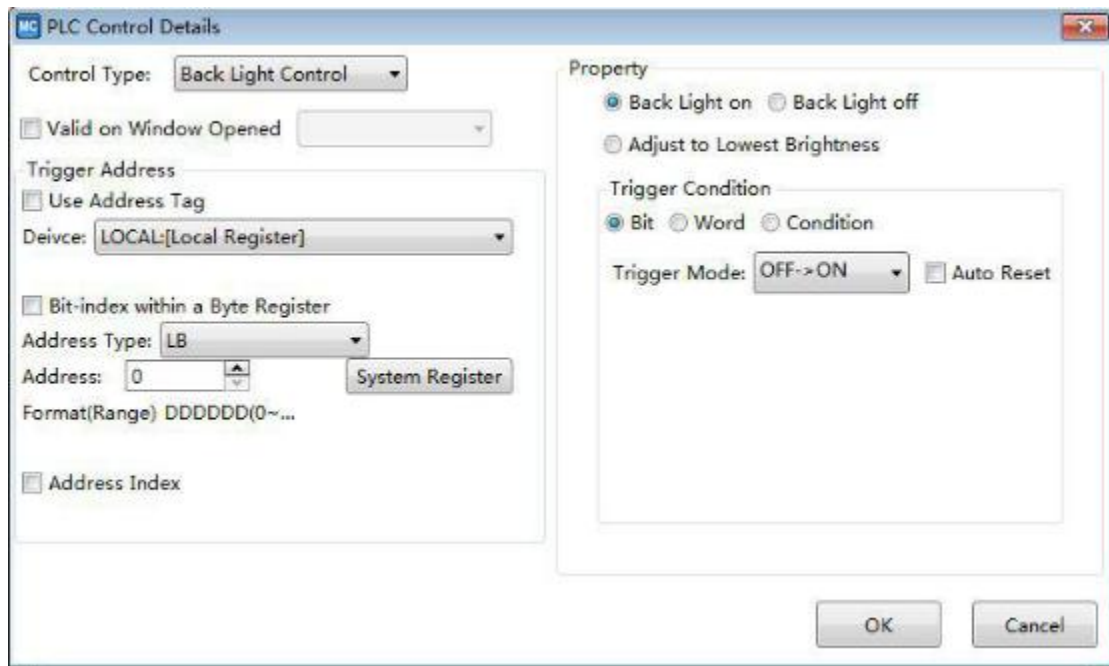 MC PLC Control Details
Control Type: Back Light Control
Valid on Window Opened
Trigger Address
Use Address Tag
Deivce: LOCAL:[Local Register]
Bit-index within a Byte Register
Address Type: LB
Address: 0 System Register
Format(Range) DDDDDD(0~...
Address Index
Property
Back Light on Back Light off
Adjust to Lowest Brightness
Trigger Condition
Bit Word Condition
Trigger Mode: OFF->ON Auto Reset
OK Cancel